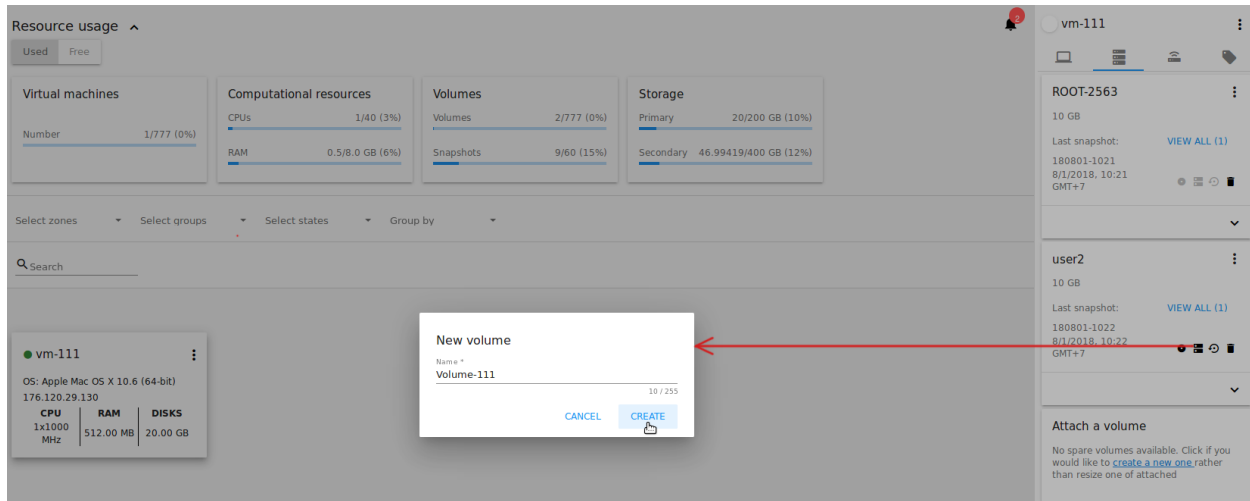 Resource usage
2
Used Free
Virtual machines
Number 1/777 (0%)
Computational resources
CPUs 1/40 (3%)
RAM 0.5/8.0 GB (6%)
Volumes
Volumes 2/777 (0%)
Snapshots 9/60 (15%)
Storage
Primary 20/200 GB (10%)
Secondary 46.99419/400 GB (12%)
Select zones Select groups Select states Group by
Search
vm-111
OS: Apple Mac OS X 10.6 (64-bit)
176.120.29.130
CPU RAM DISKS
1x1000 MHz 512.00 MB 20.00 GB
New volume
Name *
Volume-111
10 / 255
CANCEL CREATE
vm-111
ROOT-2563
10 GB
Last snapshot: VIEW ALL (1)
180801-1021
8/1/2018, 10:21
GMT+7
user2
10 GB
Last snapshot: VIEW ALL (1)
180801-1022
8/1/2018, 10:22
GMT+7
Attach a volume
No spare volumes available. Click if you
would like to create a new one rather
than resize one of attached